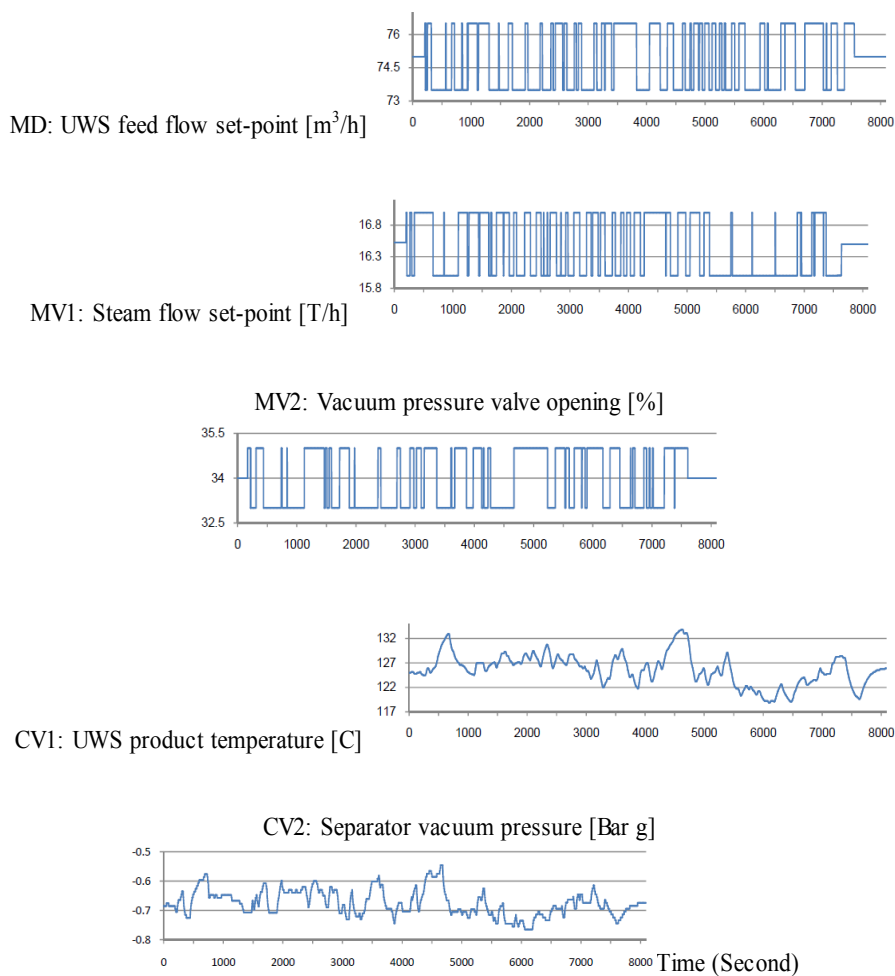 76
74.5
73
0 1000 2000 3000 4000 5000 6000 7000 8000
MD: UWS feed flow set-point [m³/h]
16.8
16.3
15.8
0 1000 2000 3000 4000 5000 6000 7000 8000
MV1: Steam flow set-point [T/h]
MV2: Vacuum pressure valve opening [%]
35.5
34
32.5
0 1000 2000 3000 4000 5000 6000 7000 8000
132
127
122
117
0 1000 2000 3000 4000 5000 6000 7000 8000
CV1: UWS product temperature [C]
CV2: Separator vacuum pressure [Bar g]
-0.5
-0.6
-0.7
-0.8
0 1000 2000 3000 4000 5000 6000 7000 8000
Time (Second)